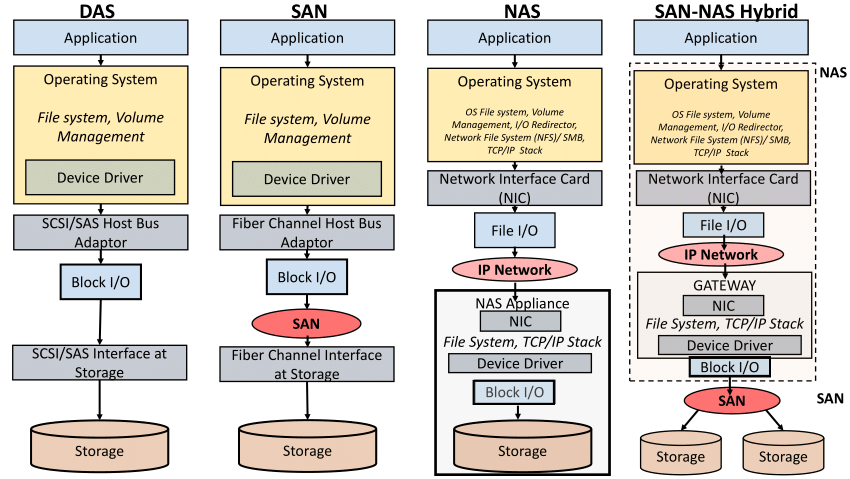 DAS
Application
Operating System
File system, Volume
Management
Device Driver
SCSI/SAS Host Bus
Adaptor
Block I/O
SCSI/SAS Interface at
Storage
Storage
SAN
Application
Operating System
File system, Volume
Management
Device Driver
Fiber Channel Host Bus
Adaptor
Block I/O
SAN
Fiber Channel Interface
at Storage
Storage
NAS
Application
Operating System
OS File system, Volume
Management, I/O Redirector,
Network File System (NFS)/ SMB,
TCP/IP Stack
Network Interface Card
(NIC)
File I/O
IP Network
NAS Appliance
NIC
File System, TCP/IP Stack
Device Driver
Block I/O
Storage
SAN-NAS Hybrid
Application
NAS
Operating System
OS File system, Volume
Management, I/O Redirector,
Network File System (NFS)/ SMB,
TCP/IP Stack
Network Interface Card
(NIC)
File I/O
IP Network
GATEWAY
NIC
File System, TCP/IP Stack
Device Driver
Block I/O
SAN
SAN
Storage
Storage